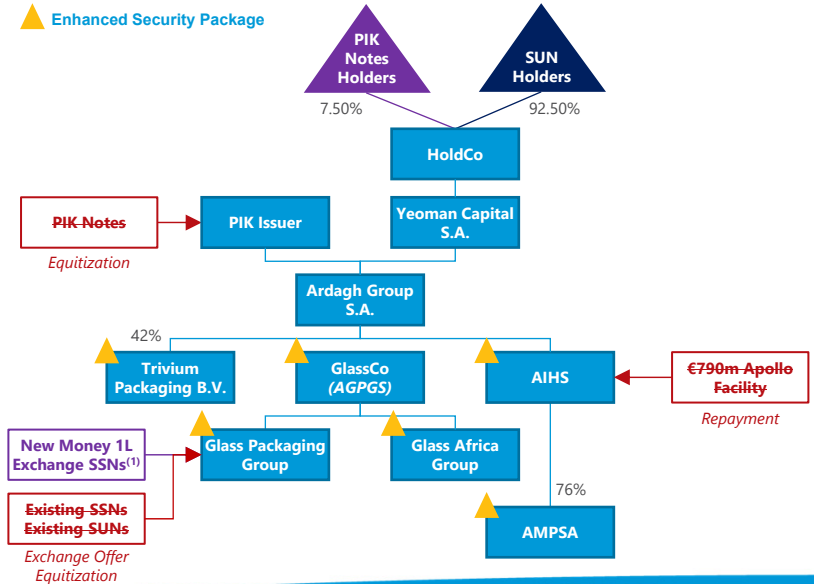 Enhanced Security Package
PIK
Notes
Holders
SUN
Holders
7.50%
92.50%
HoldCo
PIK Notes
PIK Issuer
Yeoman Capital
S.A.
Equitization
Ardagh Group
S.A.
42%
Trivium
Packaging B.V.
GlassCo
(AGPGS)
AIHS
€790m Apollo
Facility
Repayment
New Money 1L
Exchange SSNs(1)
Glass Packaging
Group
Glass Africa
Group
76%
Existing SSNs
Existing SUNs
AMPSA
Exchange Offer
Equitization